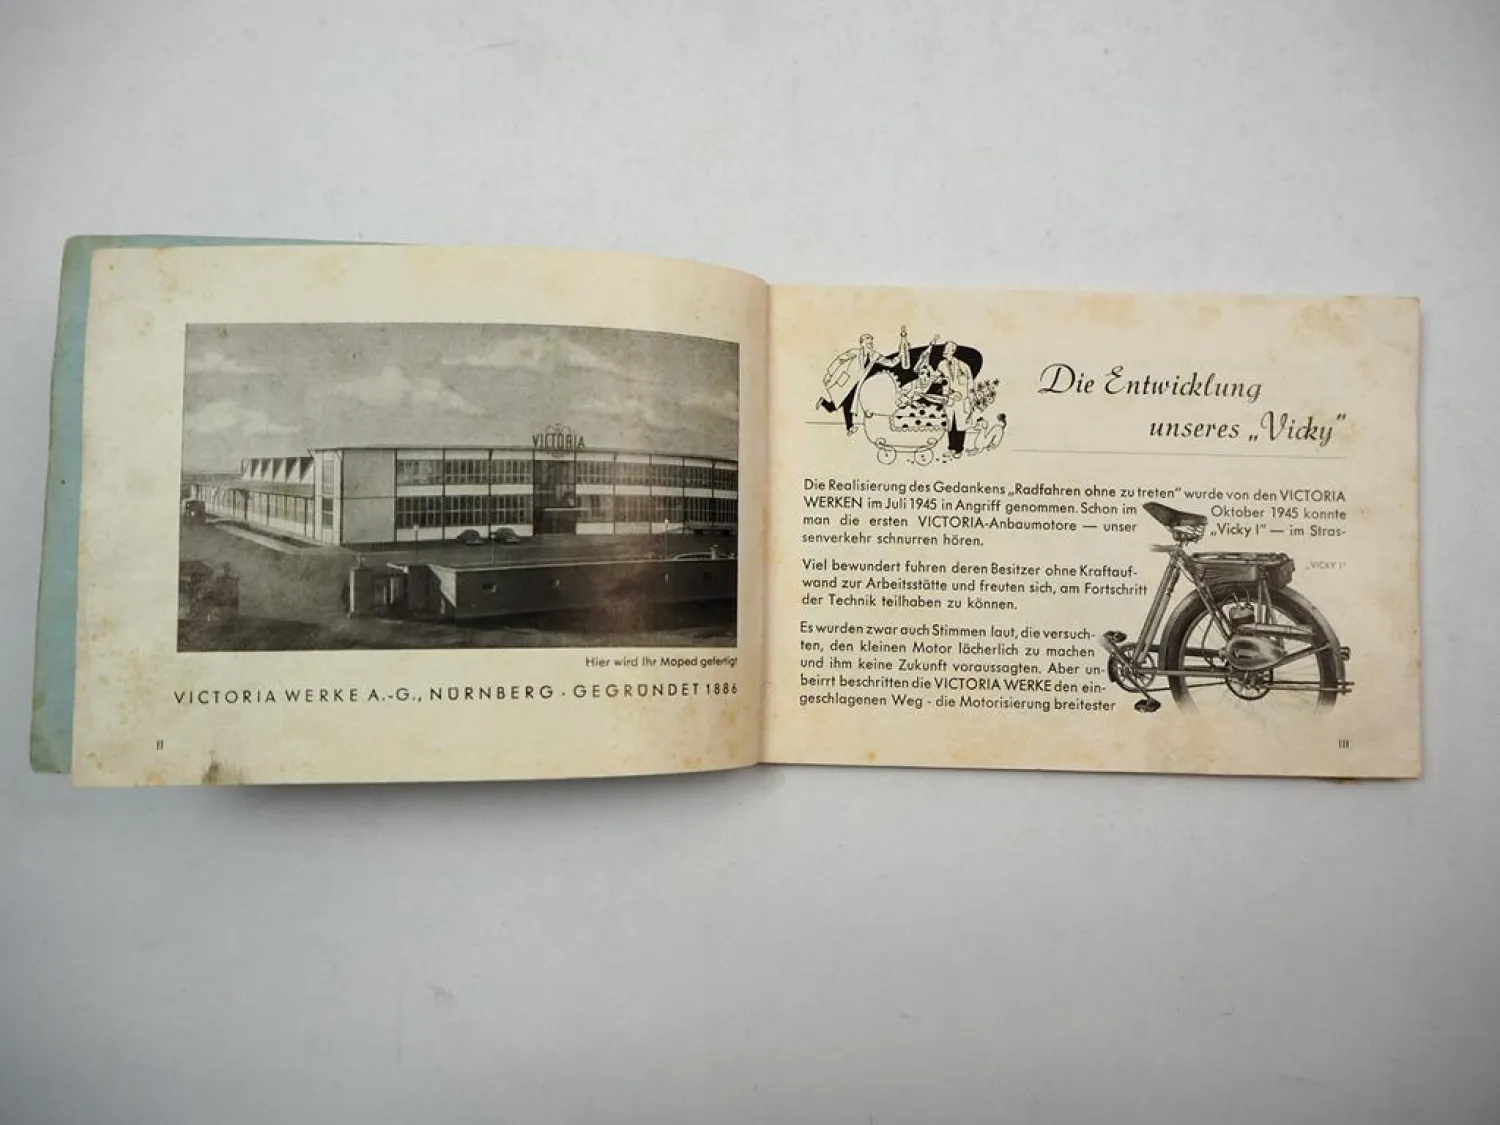 VICTORIA
Hier wird Ihr Moped gefertigt
VICTORIA WERKE A.-G., NÜRNBERG · GEGRÜNDET 1886
II
Die Entwicklung
unseres „Vicky"
Die Realisierung des Gedankens „Radfahren ohne zu treten" wurde von den VICTORIA
WERKEN im Juli 1945 in Angriff genommen. Schon im Oktober 1945 konnte
man die ersten VICTORIA-Anbaumotore — unser „Vicky I" — im Stras-
senverkehr schnurren hören.
„VICKY I"
Viel bewundert fuhren deren Besitzer ohne Kraftauf-
wand zur Arbeitsstätte und freuten sich, am Fortschritt
der Technik teilhaben zu können.
Es wurden zwar auch Stimmen laut, die versuch-
ten, den kleinen Motor lächerlich zu machen
und ihm keine Zukunft voraussagten. Aber un-
beirrt beschritten die VICTORIA WERKE den ein-
geschlagenen Weg - die Motorisierung breitester
III